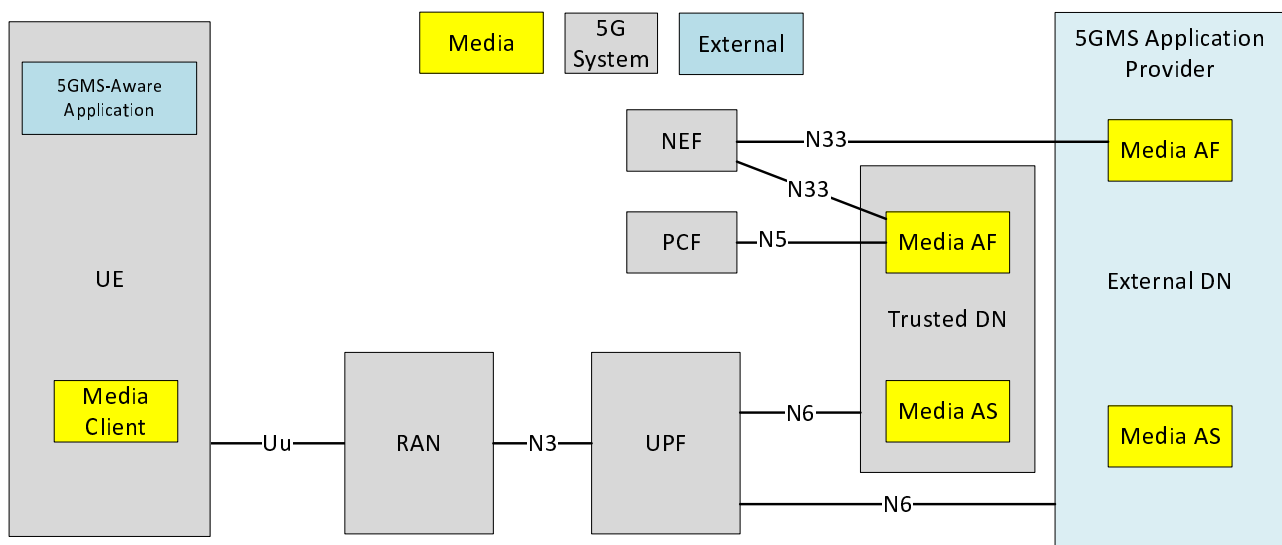 Media
5G
System
External
5GMS Application
Provider
5GMS-Aware
Application
NEF
N33
Media AF
N33
PCF
N5
Media AF
UE
External DN
Trusted DN
Media
Client
Media AS
N6
Media AS
Uu
RAN
N3
UPF
N6